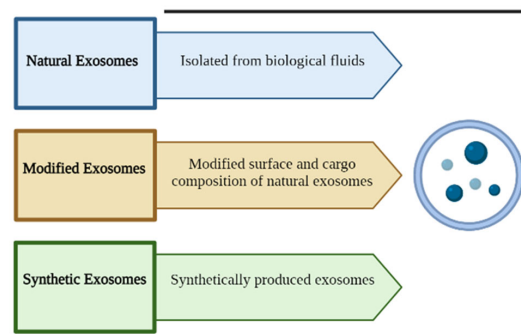 Natural Exosomes
Isolated from biological fluids
Modified Exosomes
Modified surface and cargo
composition of natural exosomes
Synthetic Exosomes
Synthetically produced exosomes